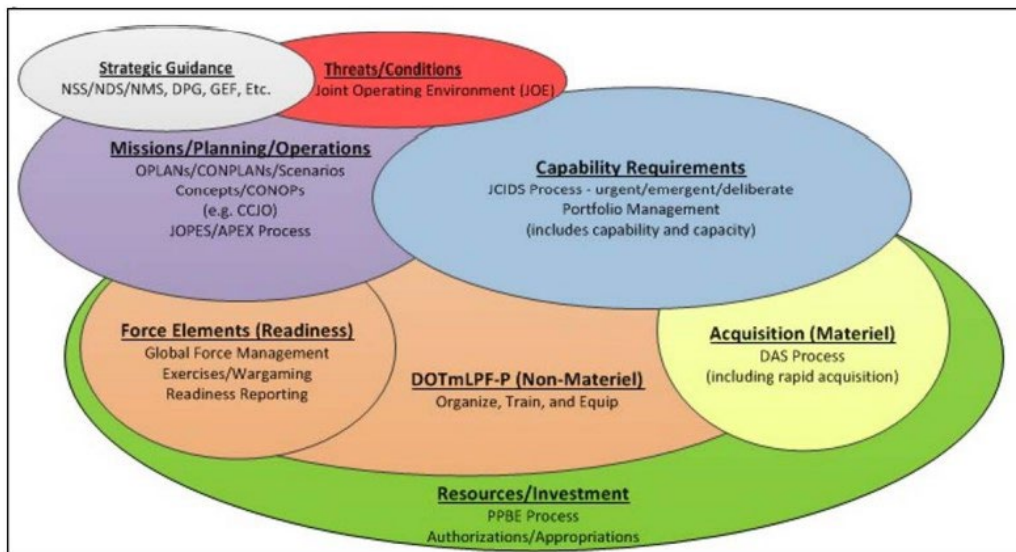 Strategic Guidance
NSS/NDS/NMS, DPG, GEF, Etc.
Threats/Conditions
Joint Operating Environment (JOE)
Missions/Planning/Operations
OPLANs/CONPLANs/Scenarios
Concepts/CONOPs
(e.g. CCJO)
JOPES/APEX Process
Capability Requirements
JCIDS Process - urgent/emergent/deliberate
Portfolio Management
(includes capability and capacity)
Force Elements (Readiness)
Global Force Management
Exercises/Wargaming
Readiness Reporting
DOTmLPF-P (Non-Materiel)
Organize, Train, and Equip
Acquisition (Materiel)
DAS Process
(including rapid acquisition)
Resources/Investment
PPBE Process
Authorizations/Appropriations